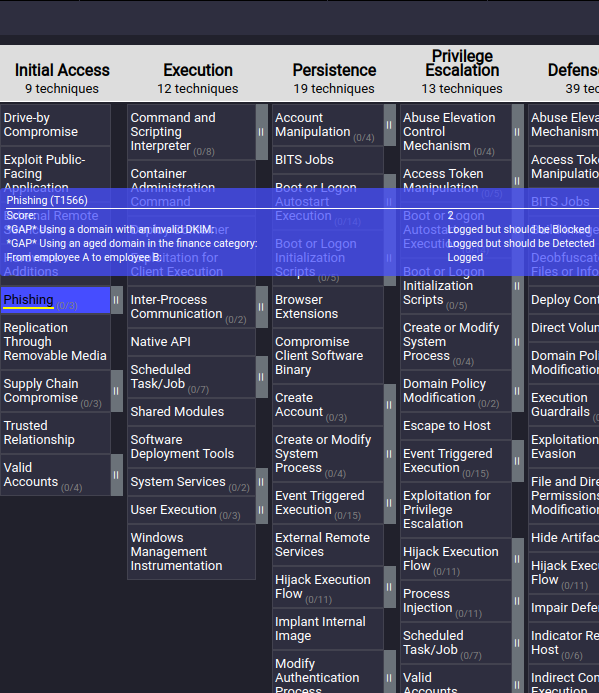 Initial Access
9 techniques
Drive-by
Compromise
Exploit Public-
Facing
Application
External Remote
Services
Additions
Phishing (0/3)
Replication
Through
Removable Media
Supply Chain
Compromise (0/3)
Trusted
Relationship
Valid
Accounts (0/4)
Execution
12 techniques
Command and
Scripting
Interpreter (0/8)
Container
Administration
Command
Exploitation for
Client Execution
Inter-Process
Communication (0/2)
Native API
Scheduled
Task/Job (0/7)
Shared Modules
Software
Deployment Tools
System Services (0/2)
User Execution (0/3)
Windows
Management
Instrumentation
Persistence
19 techniques
Account
Manipulation (0/4)
BITS Jobs
Boot or Logon
Autostart
Execution (0/14)
Boot or Logon
Initialization
Scripts (0/5)
Browser
Extensions
Compromise
Client Software
Binary
Create
Account (0/3)
Create or Modify
System
Process (0/4)
Event Triggered
Execution (0/15)
External Remote
Services
Hijack Execution
Flow (0/11)
Implant Internal
Image
Modify
Authentication
Process
Privilege
Escalation
13 techniques
Abuse Elevation
Control
Mechanism (0/4)
Access Token
Manipulation (0/5)
Boot or Logon
Autostart
Execution
Boot or Logon
Initialization
Scripts (0/5)
Create or Modify
System
Process (0/4)
Domain Policy
Modification (0/2)
Escape to Host
Event Triggered
Execution (0/15)
Exploitation for
Privilege
Escalation
Hijack Execution
Flow (0/11)
Process
Injection (0/11)
Scheduled
Task/Job (0/7)
Valid
Accounts
Defens
39 tec
Abuse Eleva
Mechanism
Access Tok
Manipulatio
BITS Jobs
Deobfuscat
Files or Info
Deploy Cont
Direct Volun
Domain Poli
Modification
Execution
Guardrails
Exploitation
Evasion
File and Dire
Permissions
Modification
Hide Artifac
Hijack Exec
Flow (0/11)
Impair Defe
Indicator Re
Host (0/6)
Indirect Con
Execution
Phishing (T1566)
Score: 2
*GAP* Using a domain with an invalid DKIM: Logged but should be Blocked
*GAP* Using an aged domain in the finance category: Logged but should be Detected
From employee A to employee B: Logged